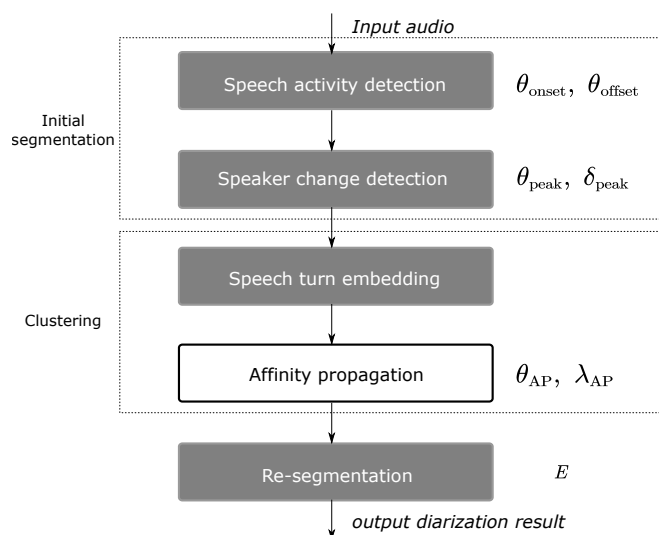 Input audio
Speech activity detection
θonset, θoffset
Initial
segmentation
Speaker change detection
θpeak, δpeak
Speech turn embedding
Clustering
Affinity propagation
θAP, λAP
Re-segmentation
E
output diarization result